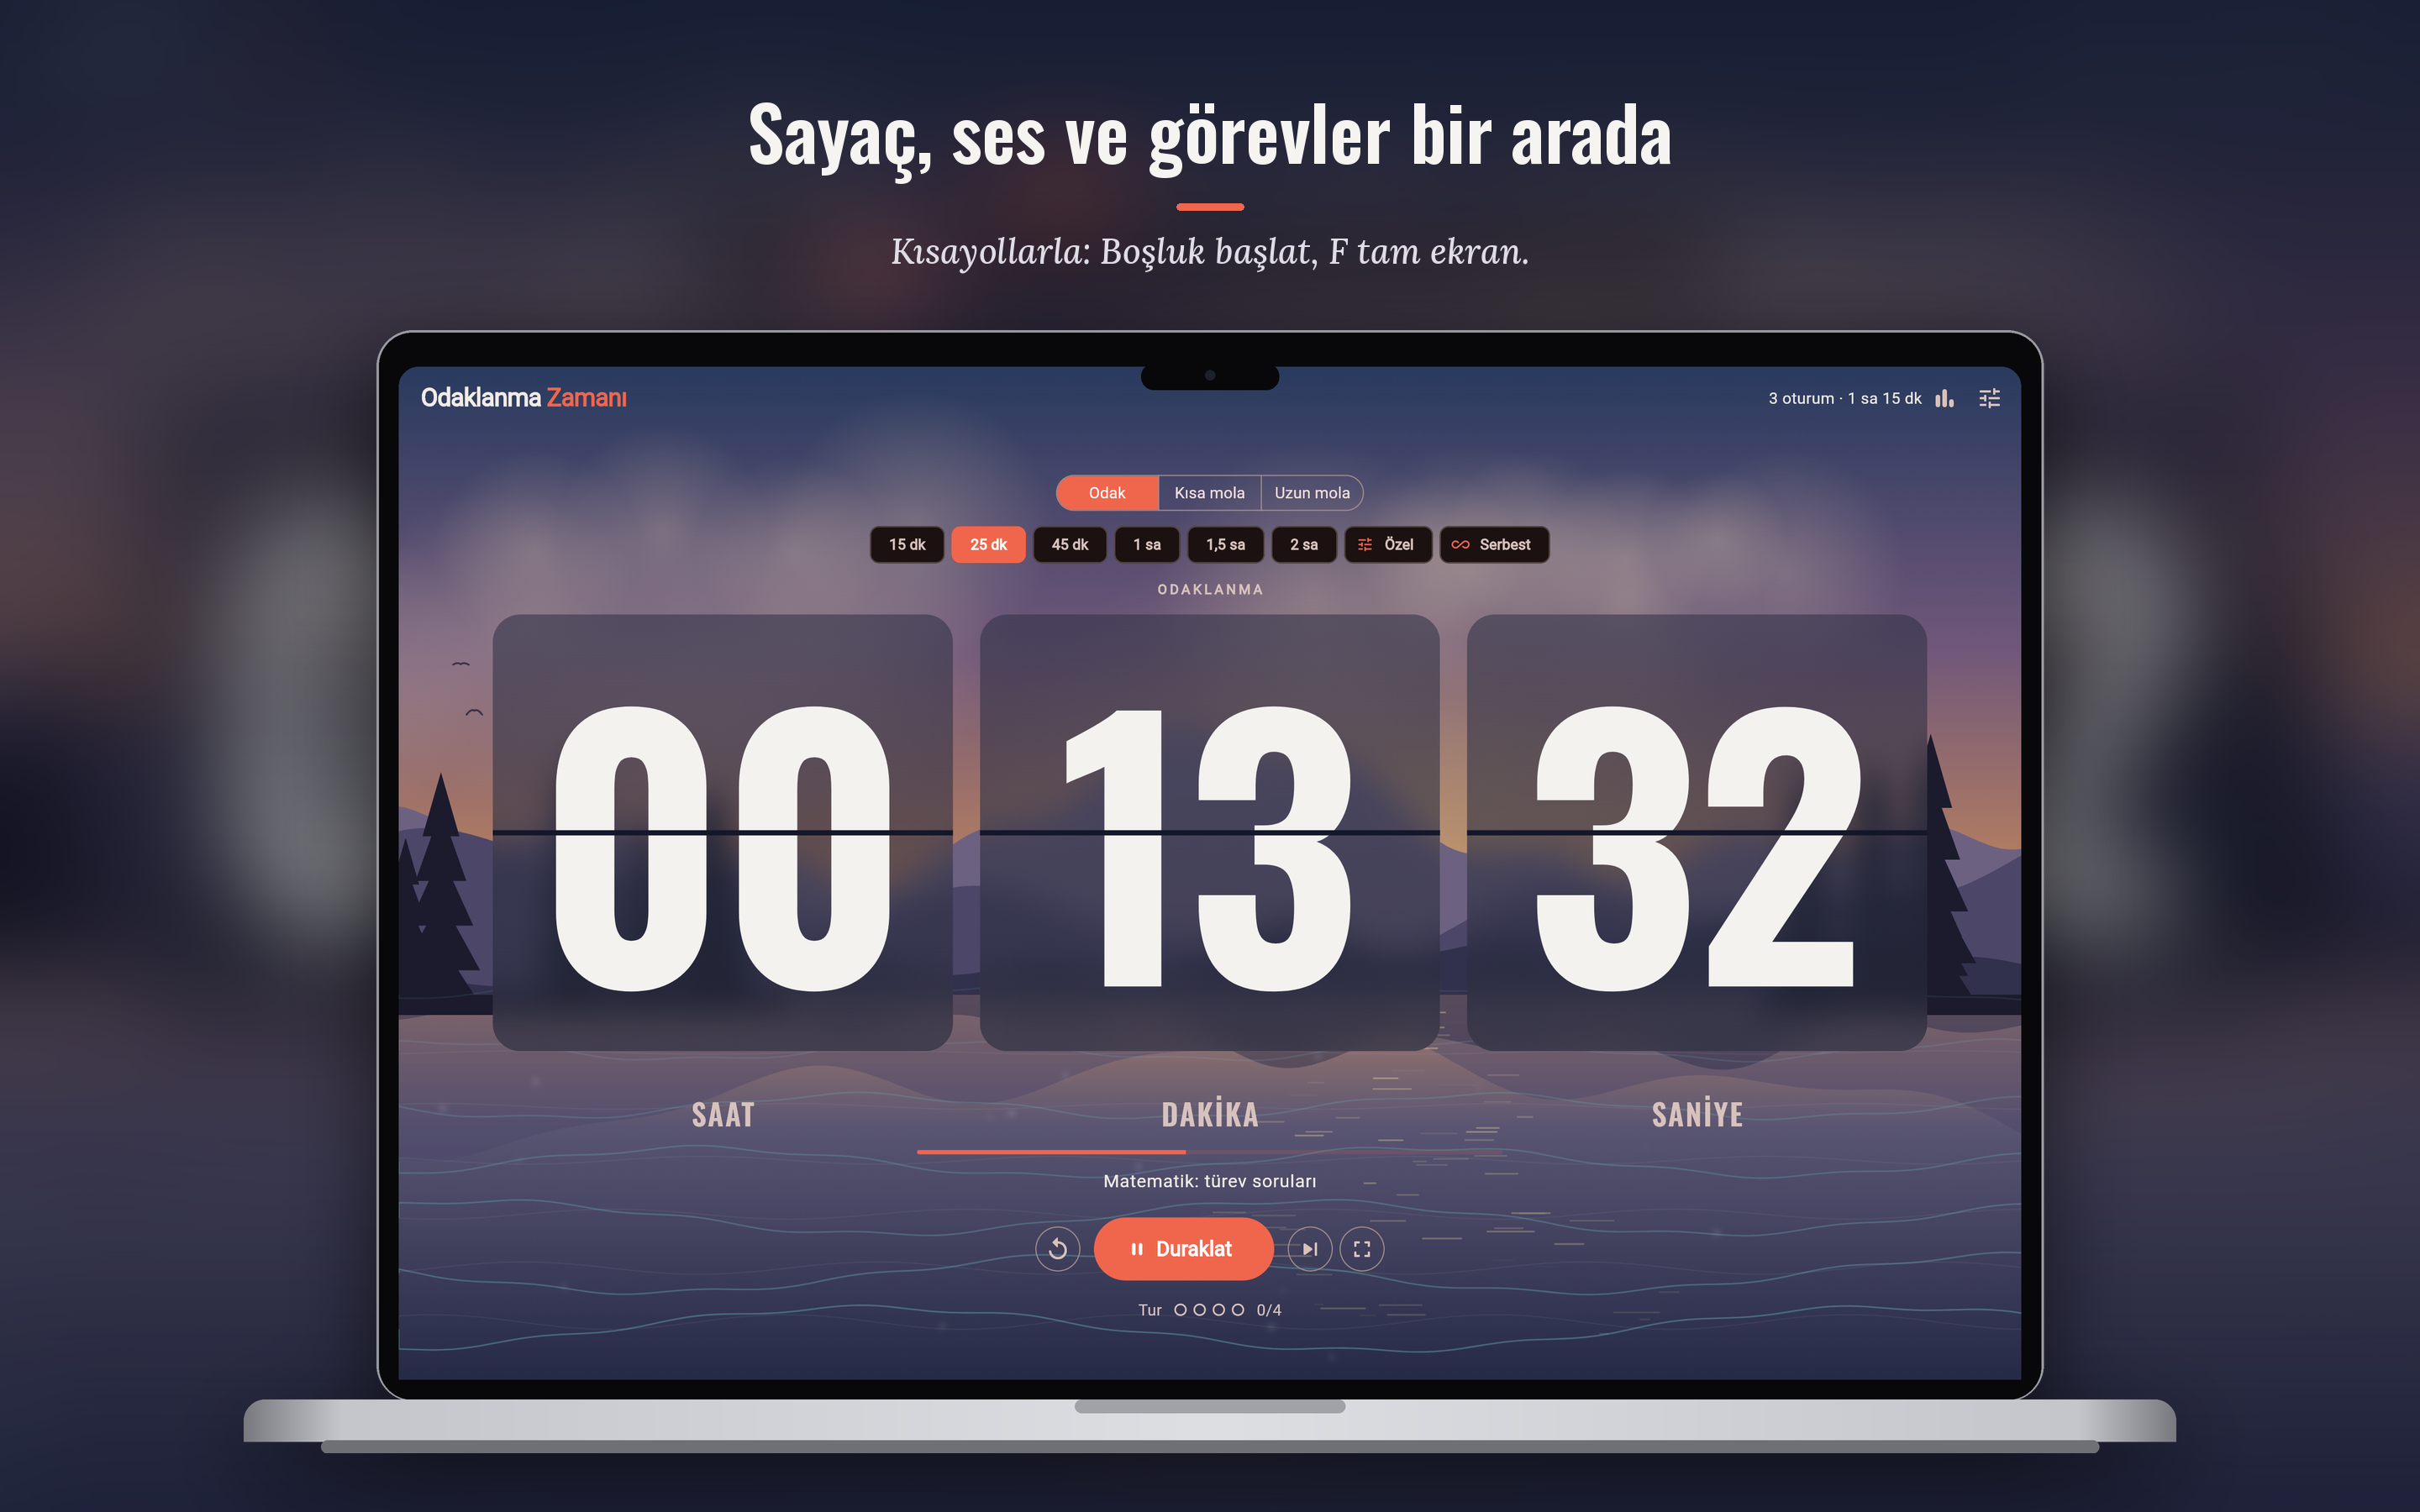 Sayaç, ses ve görevler bir arada
Kısayollarla: Boşluk başlat, F tam ekran.
Odaklanma Zamanı
3 oturum · 1 sa 15 dk
Odak Kısa mola Uzun mola
15 dk 25 dk 45 dk 1 sa 1,5 sa 2 sa Özel Serbest
ODAKLANMA
00 13 32
SAAT DAKİKA SANİYE
Matematik: türev soruları
Duraklat
Tur 0/4